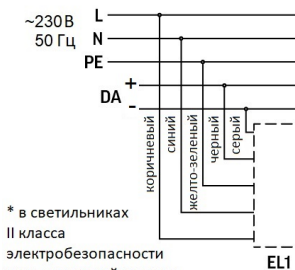 ~230 В
50 Гц
L
N
PE
DA
+
-
коричневый
синий
желто-зеленый
черный
серый
* в светильниках
II класса
электробезопасности
EL1